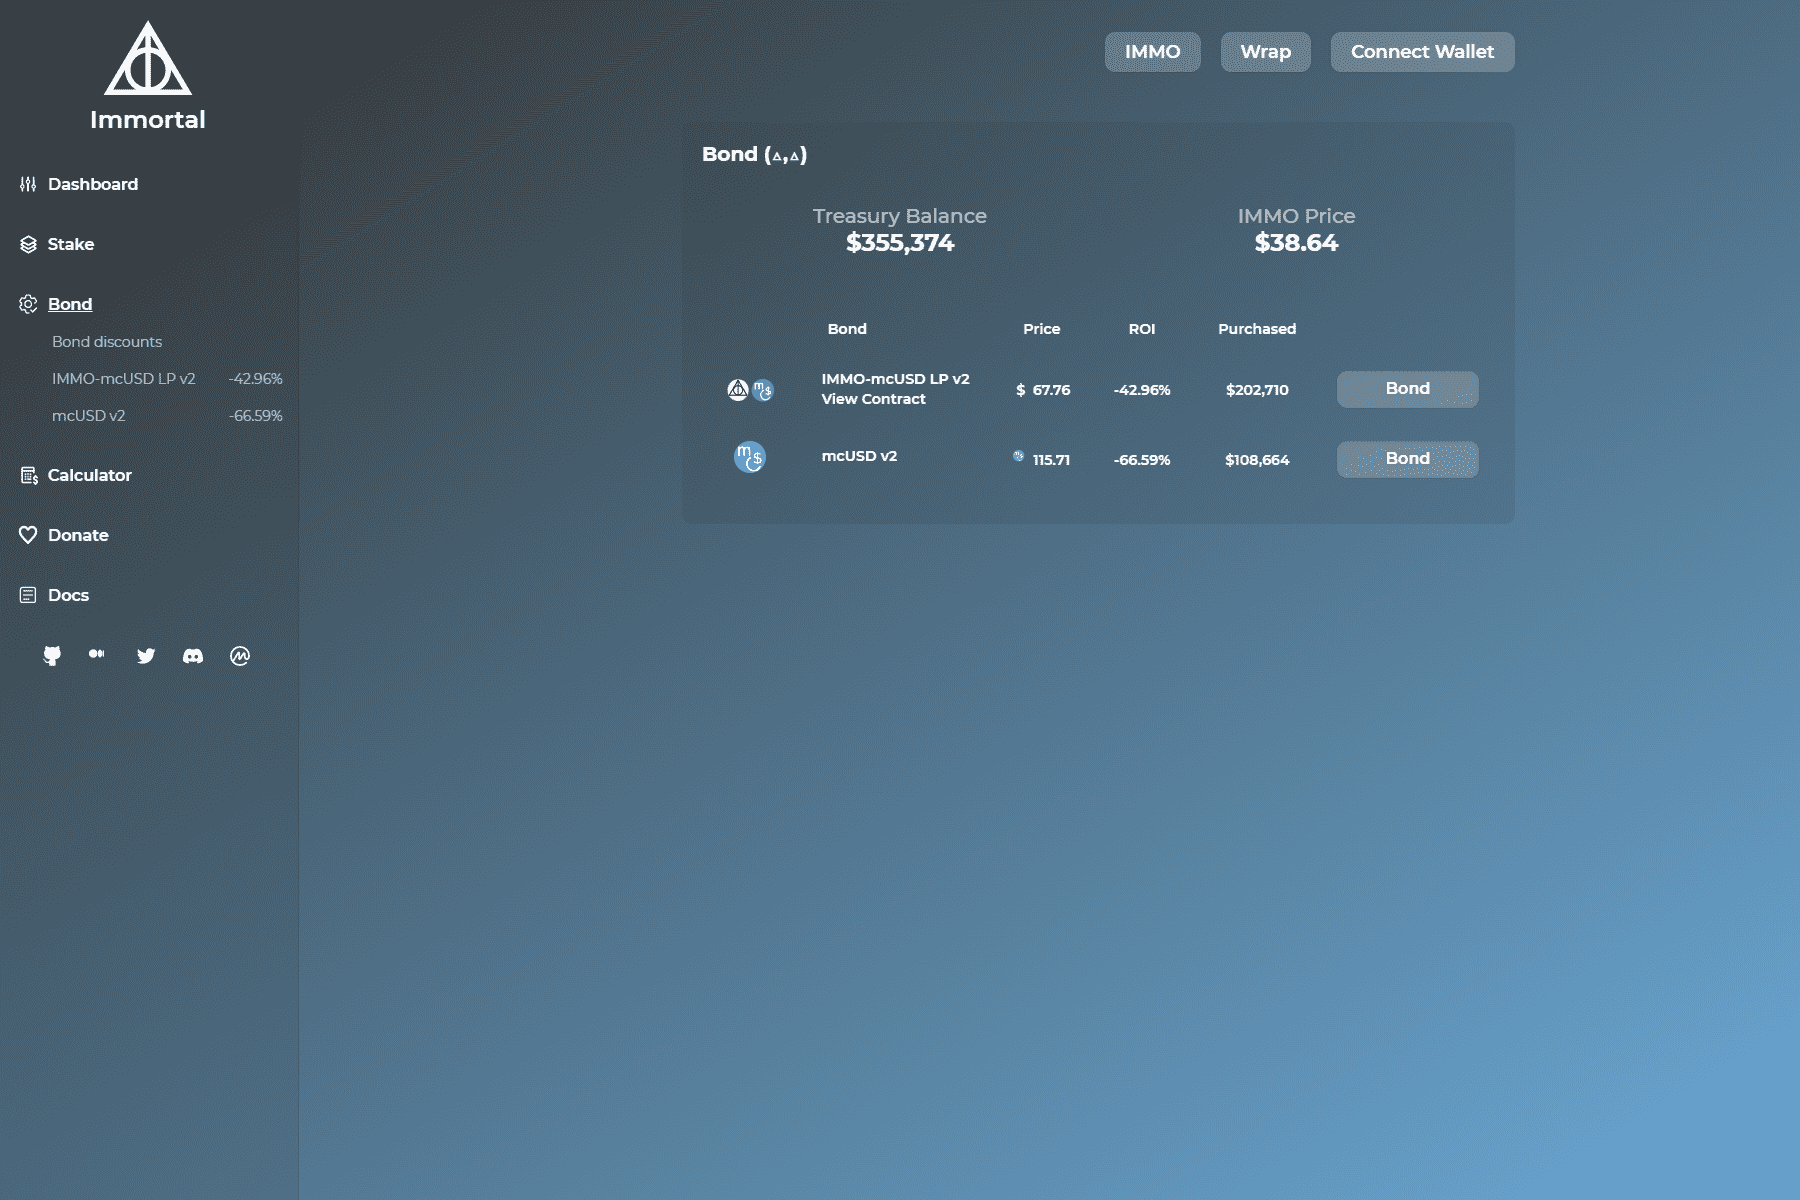 Immortal
Dashboard
Stake
Bond
Bond discounts
IMMO-mcUSD LP v2 -42.96%
mcUSD v2 -66.59%
Calculator
Donate
Docs
IMMO Wrap Connect Wallet
Bond (▵,▵)
Treasury Balance IMMO Price
$355,374 $38.64
Bond Price ROI Purchased
IMMO-mcUSD LP v2
View Contract
$ 67.76 -42.96% $202,710 Bond
mcUSD v2 115.71 -66.59% $108,664 Bond